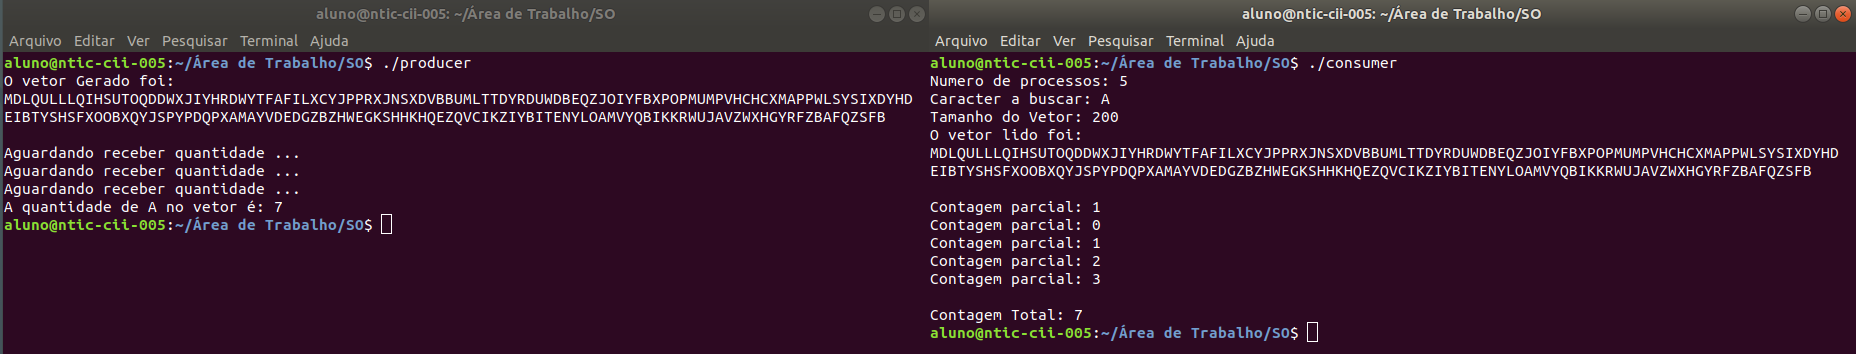 aluno@ntic-cii-005: ~/Área de Trabalho/SO
Arquivo Editar Ver Pesquisar Terminal Ajuda
aluno@ntic-cii-005:~/Área de Trabalho/SO$ ./producer
O vetor Gerado foi:
MDLQULLLQIHSUTOQDDWXJIYHRDWYTFAFILXCYJPPRXJNSXDVBBUMLTTDYRDUWDBEQZJOIYFBXPOPMUMPVHCHCXMAPPWLSYSIXDYHD
EIBTYSHSFXOOBXQYJSPYPDQPXAMAYVDEDGZBZHWEGKSHHKHQEZQVCIKZIYBITENYLOAMVYQBIKKRWUJAVZWXHGYRFZBAFQZSFB
Aguardando receber quantidade ...
Aguardando receber quantidade ...
Aguardando receber quantidade ...
A quantidade de A no vetor é: 7
aluno@ntic-cii-005:~/Área de Trabalho/SO$
aluno@ntic-cii-005: ~/Área de Trabalho/SO
Arquivo Editar Ver Pesquisar Terminal Ajuda
aluno@ntic-cii-005:~/Área de Trabalho/SO$ ./consumer
Numero de processos: 5
Caracter a buscar: A
Tamanho do Vetor: 200
O vetor lido foi:
MDLQULLLQIHSUTOQDDWXJIYHRDWYTFAFILXCYJPPRXJNSXDVBBUMLTTDYRDUWDBEQZJOIYFBXPOPMUMPVHCHCXMAPPWLSYSIXDYHD
EIBTYSHSFXOOBXQYJSPYPDQPXAMAYVDEDGZBZHWEGKSHHKHQEZQVCIKZIYBITENYLOAMVYQBIKKRWUJAVZWXHGYRFZBAFQZSFB
Contagem parcial: 1
Contagem parcial: 0
Contagem parcial: 1
Contagem parcial: 2
Contagem parcial: 3
Contagem Total: 7
aluno@ntic-cii-005:~/Área de Trabalho/SO$